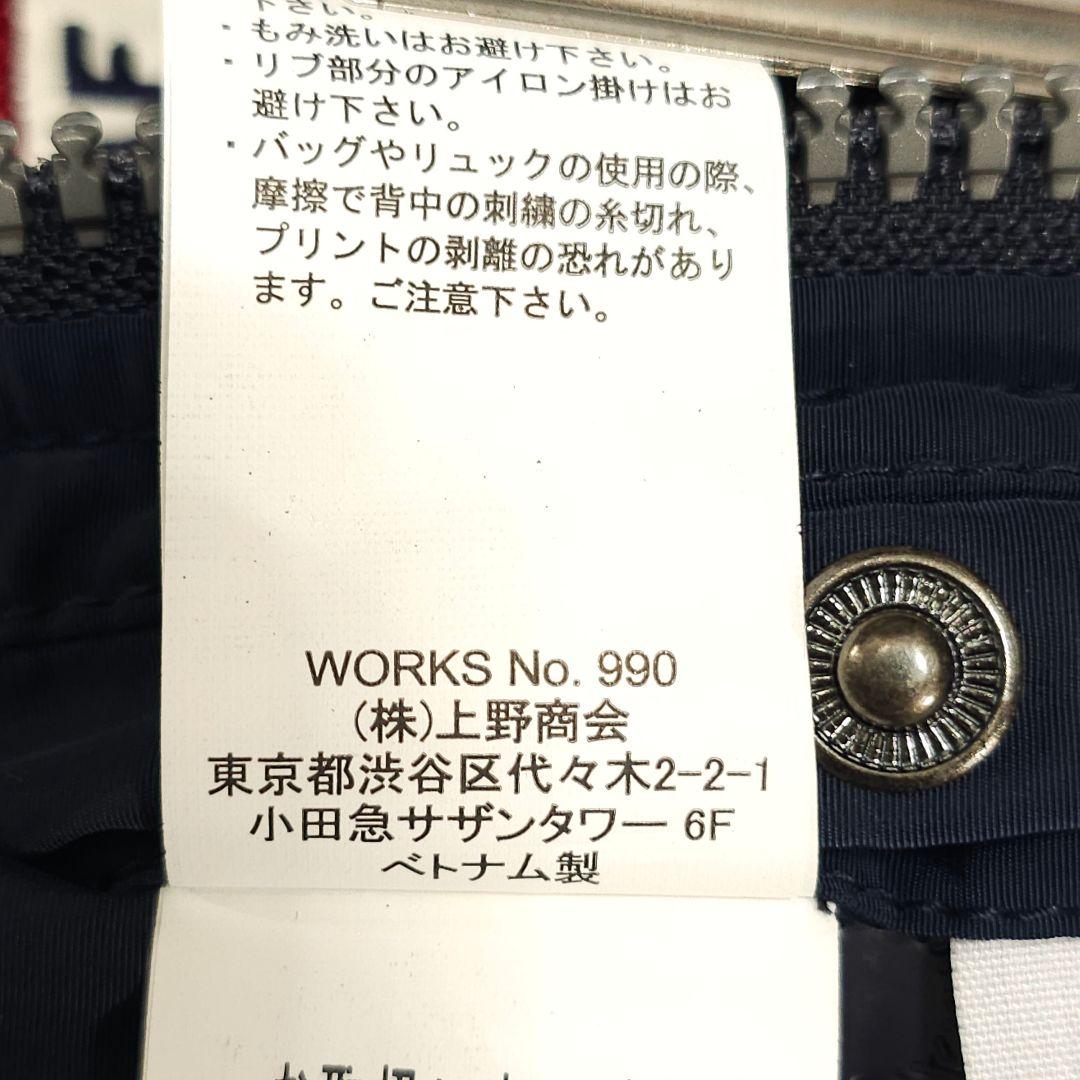 下さい。
・もみ洗いはお避け下さい。
・リブ部分のアイロン掛けはお
避け下さい。
・バッグやリュックの使用の際、
摩擦で背中の刺繍の糸切れ、
プリントの剥離の恐れがあり
ます。ご注意下さい。
WORKS No. 990
(株)上野商会
東京都渋谷区代々木2-2-1
小田急サザンタワー 6F
ベトナム製